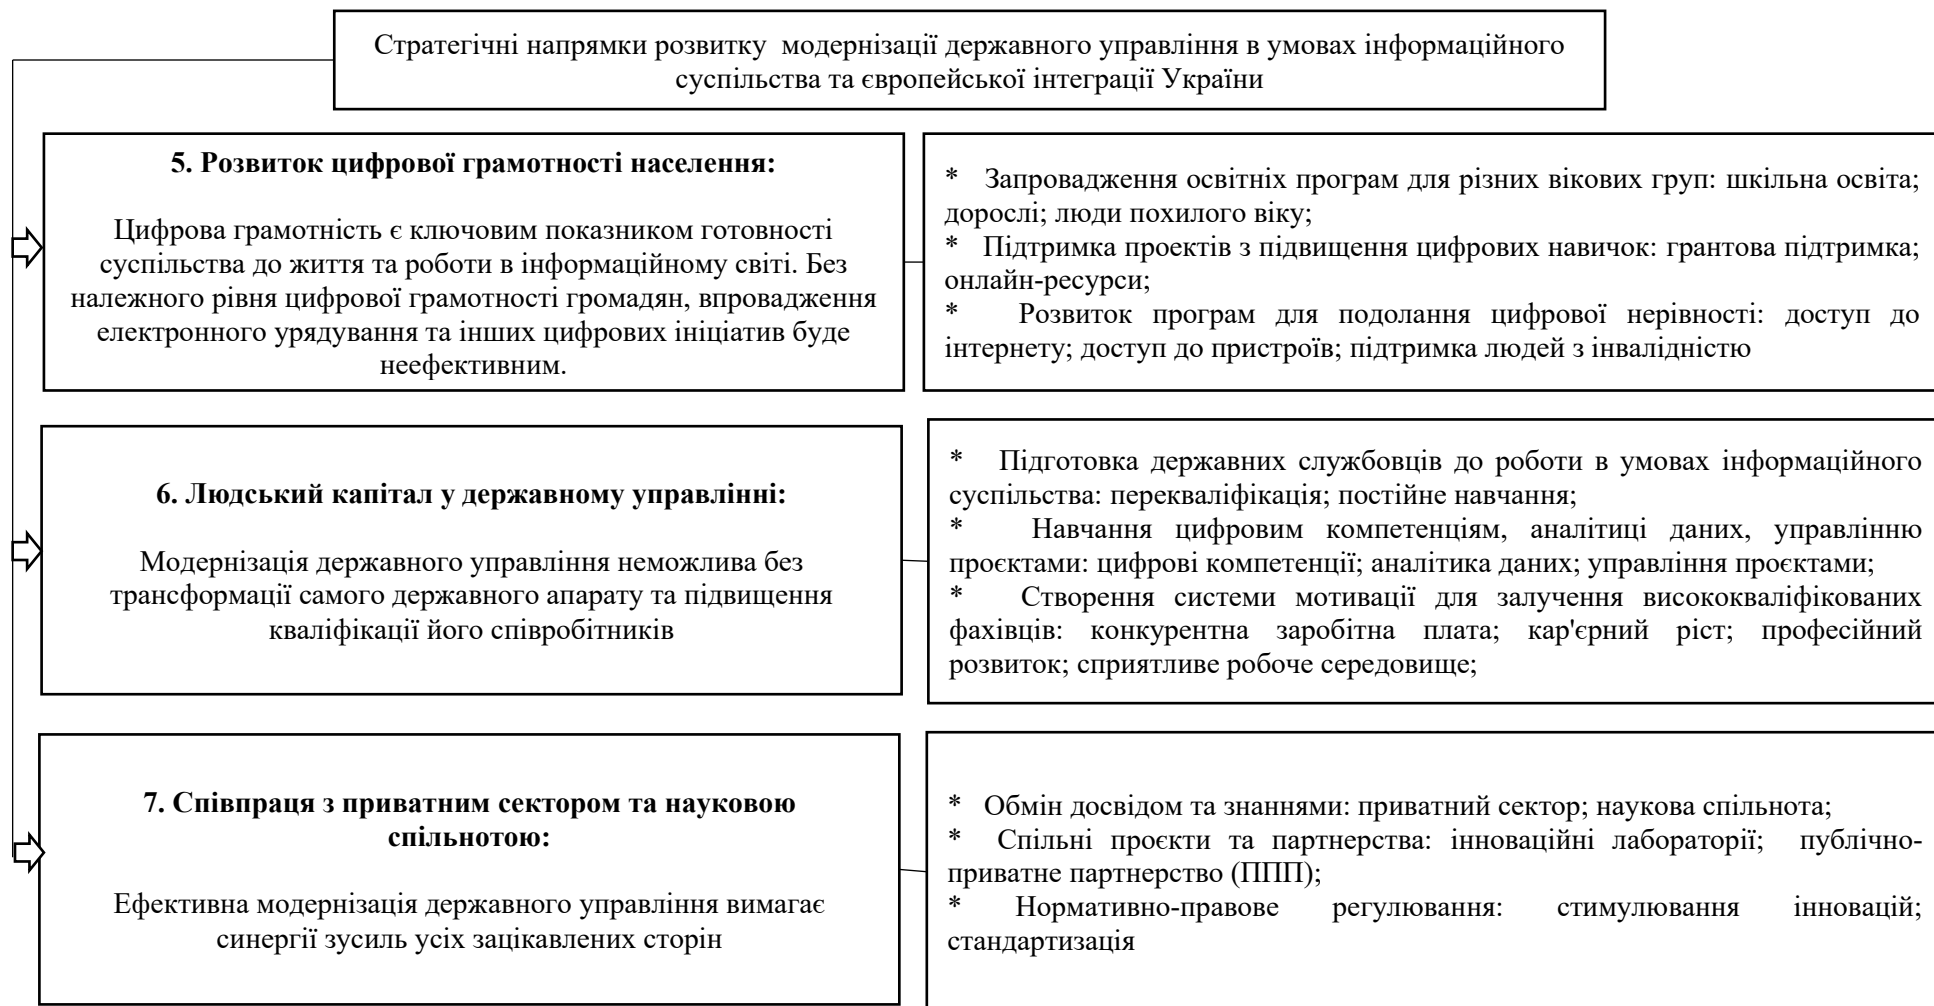 Стратегічні напрямки розвитку модернізації державного управління в умовах інформаційного
суспільства та європейської інтеграції України
5. Розвиток цифрової грамотності населення:
Цифрова грамотність є ключовим показником готовності
суспільства до життя та роботи в інформаційному світі. Без
належного рівня цифрової грамотності громадян, впровадження
електронного урядування та інших цифрових ініціатив буде
неефективним.
* Запровадження освітніх програм для різних вікових груп: шкільна освіта;
дорослі; люди похилого віку;
* Підтримка проектів з підвищення цифрових навичок: грантова підтримка;
онлайн-ресурси;
* Розвиток програм для подолання цифрової нерівності: доступ до
інтернету; доступ до пристроїв; підтримка людей з інвалідністю
6. Людський капітал у державному управлінні:
Модернізація державного управління неможлива без
трансформації самого державного апарату та підвищення
кваліфікації його співробітників
* Підготовка державних службовців до роботи в умовах інформаційного
суспільства: перекваліфікація; постійне навчання;
* Навчання цифровим компетенціям, аналітиці даних, управлінню
проєктами: цифрові компетенції; аналітика даних; управління проєктами;
* Створення системи мотивації для залучення висококваліфікованих
фахівців: конкурентна заробітна плата; кар'єрний ріст; професійний
розвиток; сприятливе робоче середовище;
7. Співпраця з приватним сектором та науковою
спільнотою:
Ефективна модернізація державного управління вимагає
синергії зусиль усіх зацікавлених сторін
* Обмін досвідом та знаннями: приватний сектор; наукова спільнота;
* Спільні проєкти та партнерства: інноваційні лабораторії; публічно-
приватне партнерство (ППП);
* Нормативно-правове регулювання: стимулювання інновацій;
стандартизація